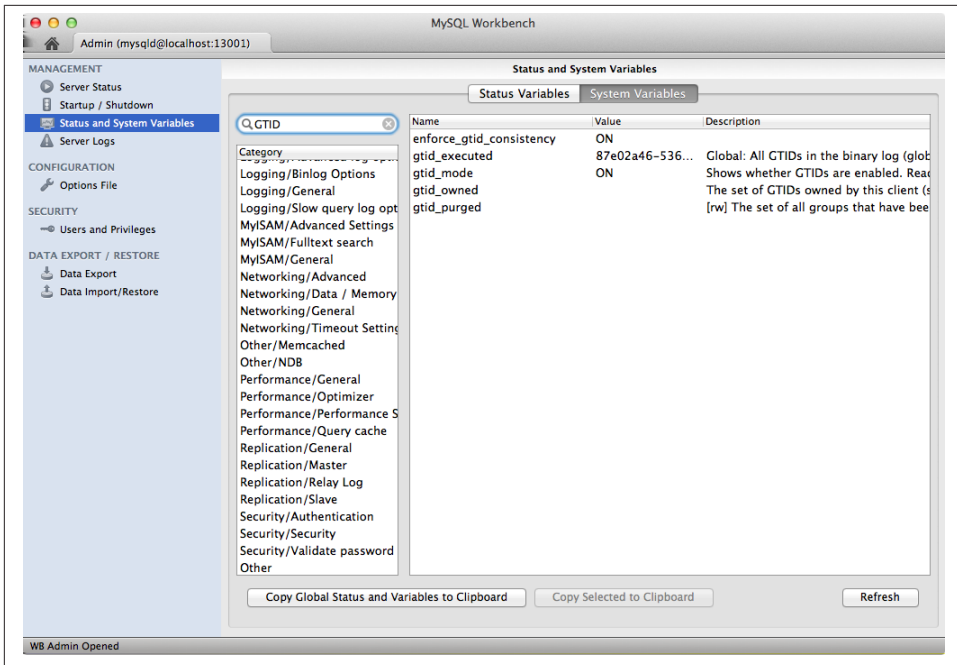 MySQL Workbench
Admin (mysqld@localhost:13001)
MANAGEMENT
Server Status
Startup / Shutdown
Status and System Variables
Server Logs
CONFIGURATION
Options File
SECURITY
Users and Privileges
DATA EXPORT / RESTORE
Data Export
Data Import/Restore
Status and System Variables
Status Variables
System Variables
GTID
Category
Logging/Binlog Options
Logging/General
Logging/Slow query log opt
MyISAM/Advanced Settings
MyISAM/Fulltext search
MyISAM/General
Networking/Advanced
Networking/Data / Memory
Networking/General
Networking/Timeout Setting
Other/Memcached
Other/NDB
Performance/General
Performance/Optimizer
Performance/Performance S
Performance/Query cache
Replication/General
Replication/Master
Replication/Relay Log
Replication/Slave
Security/Authentication
Security/Security
Security/Validate password
Other
Name Value Description
enforce_gtid_consistency ON
gtid_executed 87e02a46-536... Global: All GTIDs in the binary log (glob
gtid_mode ON Shows whether GTIDs are enabled. Read
gtid_owned The set of GTIDs owned by this client (s
gtid_purged [rw] The set of all groups that have bee
Copy Global Status and Variables to Clipboard
Copy Selected to Clipboard
Refresh
WB Admin Opened